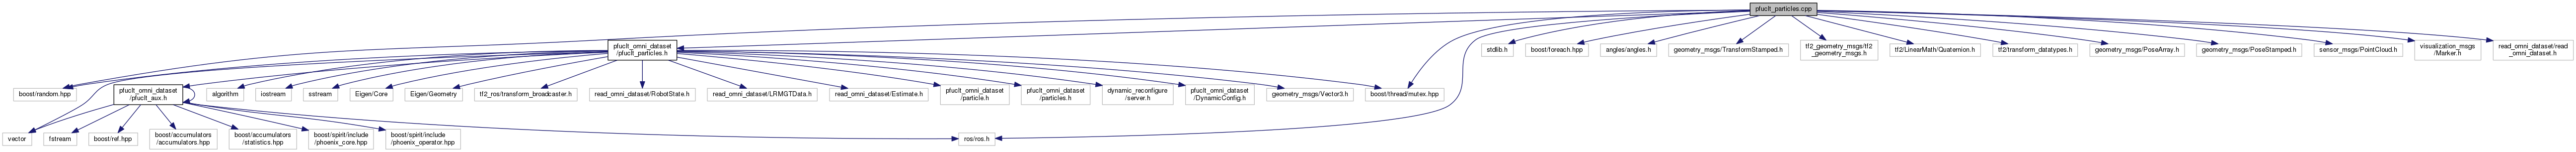 pfuclt_particles.cpp
pfuclt_omni_dataset
/pfuclt_particles.h
stdlib.h
boost/foreach.hpp
angles/angles.h
geometry_msgs/TransformStamped.h
tf2_geometry_msgs/tf2
_geometry_msgs.h
tf2/LinearMath/Quaternion.h
tf2/transform_datatypes.h
geometry_msgs/PoseArray.h
geometry_msgs/PoseStamped.h
sensor_msgs/PointCloud.h
visualization_msgs
/Marker.h
read_omni_dataset/read
_omni_dataset.h
boost/random.hpp
pfuclt_omni_dataset
/pfuclt_aux.h
algorithm
iostream
sstream
Eigen/Core
Eigen/Geometry
tf2_ros/transform_broadcaster.h
read_omni_dataset/RobotState.h
read_omni_dataset/LRMGTData.h
read_omni_dataset/Estimate.h
pfuclt_omni_dataset
/particle.h
pfuclt_omni_dataset
/particles.h
dynamic_reconfigure
/server.h
pfuclt_omni_dataset
/DynamicConfig.h
geometry_msgs/Vector3.h
boost/thread/mutex.hpp
vector
fstream
boost/ref.hpp
boost/accumulators
/accumulators.hpp
boost/accumulators
/statistics.hpp
boost/spirit/include
/phoenix_core.hpp
boost/spirit/include
/phoenix_operator.hpp
ros/ros.h